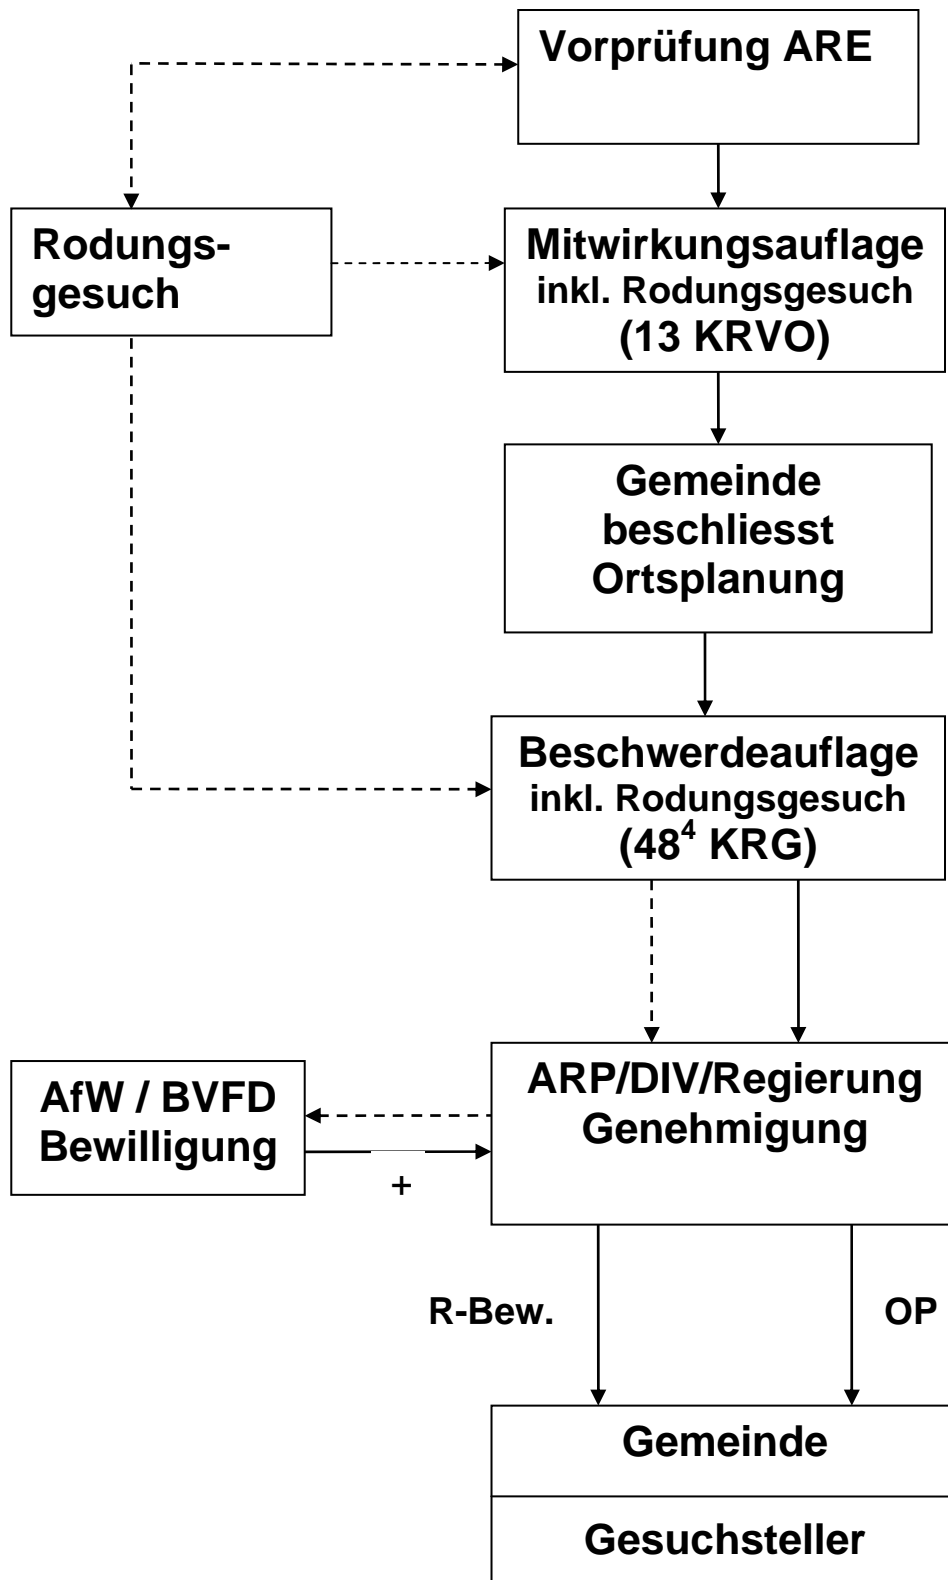 Vorprüfung ARE
Rodungs-
gesuch
Mitwirkungsauflage
inkl. Rodungsgesuch
(13 KRVO)
Gemeinde
beschliesst
Ortsplanung
Beschwerdeauflage
inkl. Rodungsgesuch
(48⁴ KRG)
AfW / BVFD
Bewilligung
+
ARP/DIV/Regierung
Genehmigung
R-Bew.
OP
Gemeinde
Gesuchsteller